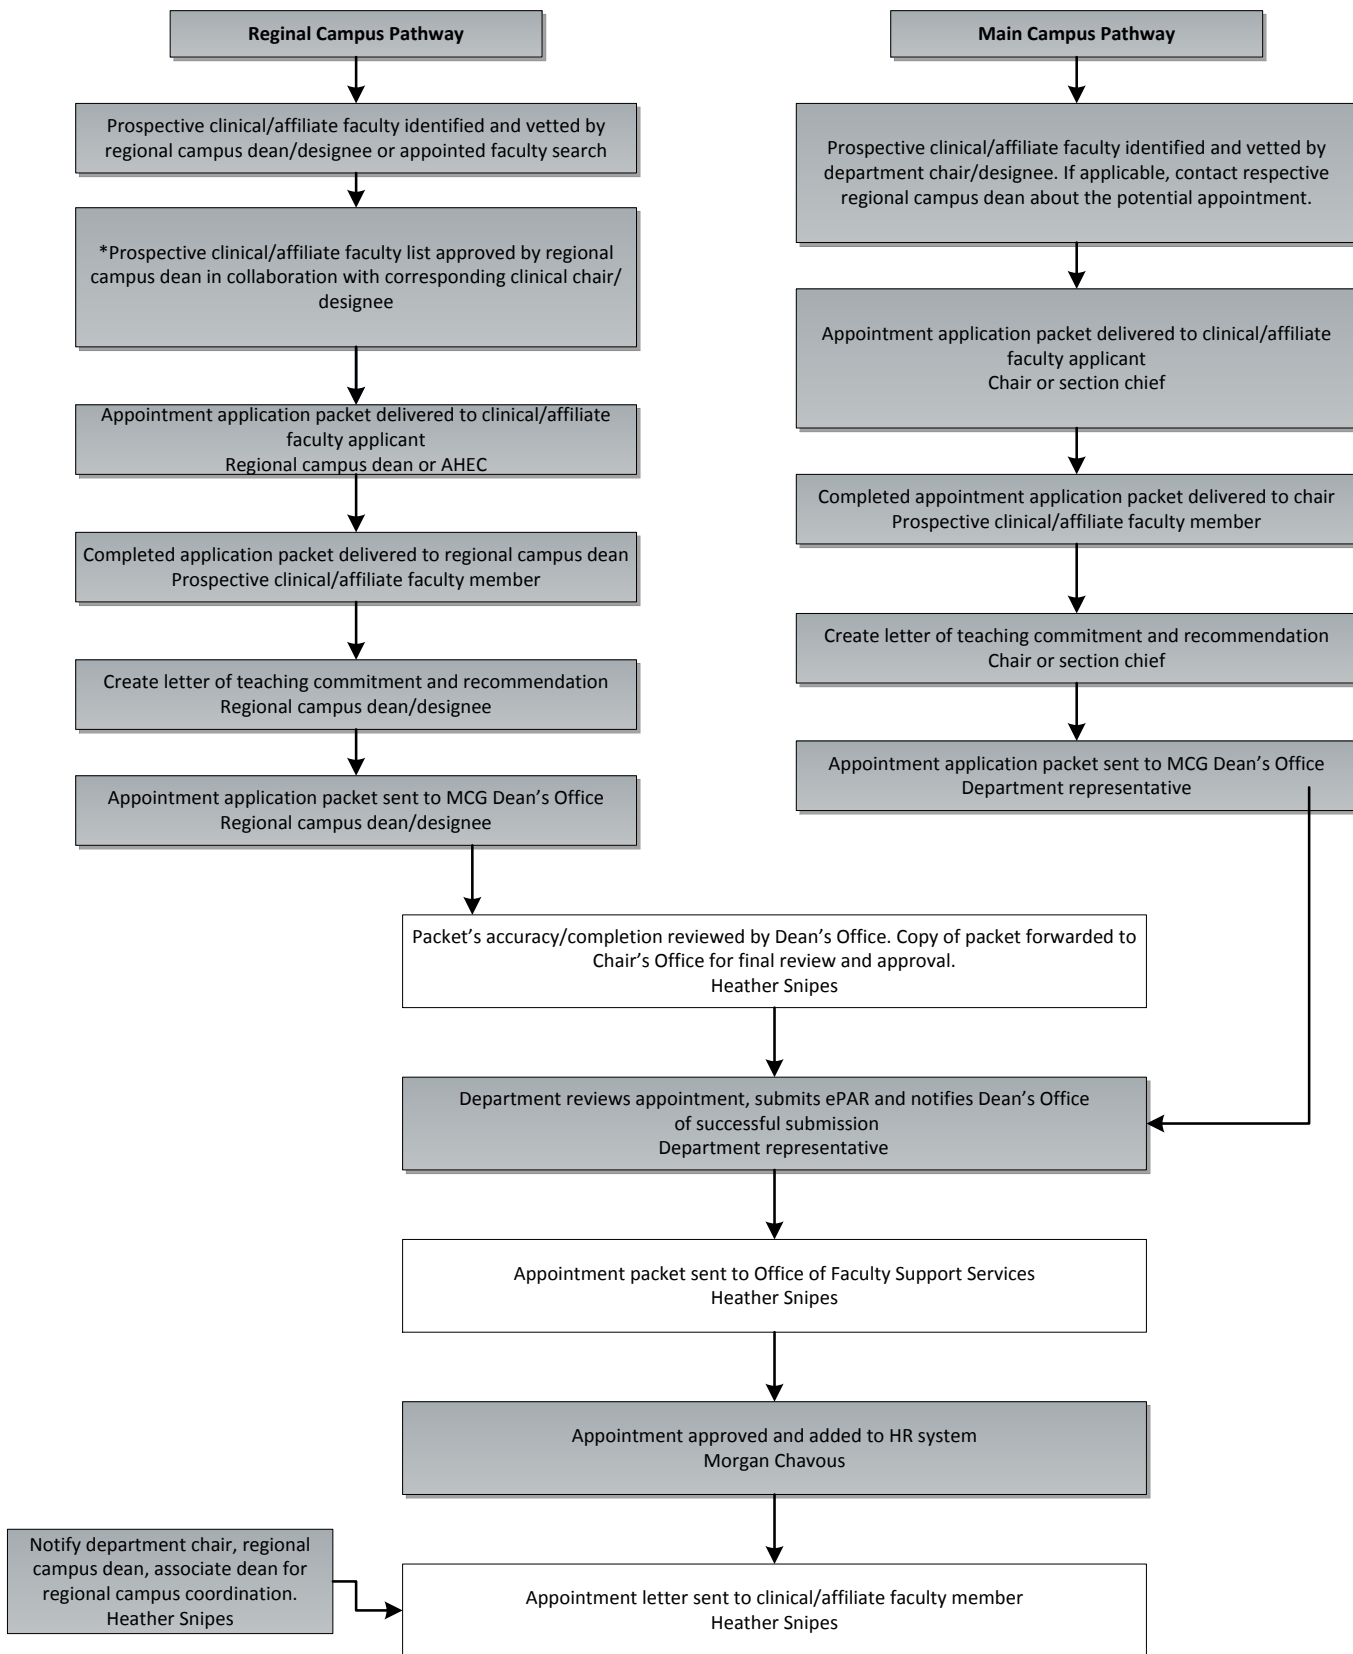 Reginal Campus Pathway
Prospective clinical/affiliate faculty identified and vetted by
regional campus dean/designee or appointed faculty search
*Prospective clinical/affiliate faculty list approved by regional
campus dean in collaboration with corresponding clinical chair/
designee
Appointment application packet delivered to clinical/affiliate
faculty applicant
Regional campus dean or AHEC
Completed application packet delivered to regional campus dean
Prospective clinical/affiliate faculty member
Create letter of teaching commitment and recommendation
Regional campus dean/designee
Appointment application packet sent to MCG Dean's Office
Regional campus dean/designee
Main Campus Pathway
Prospective clinical/affiliate faculty identified and vetted by
department chair/designee. If applicable, contact respective
regional campus dean about the potential appointment.
Appointment application packet delivered to clinical/affiliate
faculty applicant
Chair or section chief
Completed appointment application packet delivered to chair
Prospective clinical/affiliate faculty member
Create letter of teaching commitment and recommendation
Chair or section chief
Appointment application packet sent to MCG Dean's Office
Department representative
Packet's accuracy/completion reviewed by Dean's Office. Copy of packet forwarded to
Chair's Office for final review and approval.
Heather Snipes
Department reviews appointment, submits ePAR and notifies Dean's Office
of successful submission
Department representative
Appointment packet sent to Office of Faculty Support Services
Heather Snipes
Appointment approved and added to HR system
Morgan Chavous
Notify department chair, regional
campus dean, associate dean for
regional campus coordination.
Heather Snipes
Appointment letter sent to clinical/affiliate faculty member
Heather Snipes